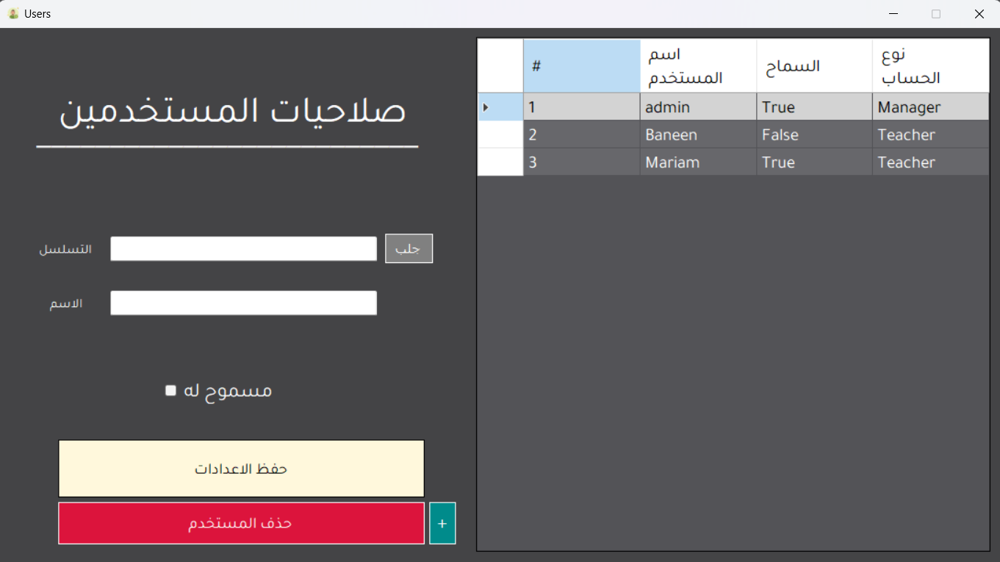 Users
صلاحيات المستخدمين
التسلسل
جلب
الاسم
مسموح له
حفظ الاعدادات
حذف المستخدم
+
# اسم المستخدم السماح نوع الحساب
1 admin True Manager
2 Baneen False Teacher
3 Mariam True Teacher